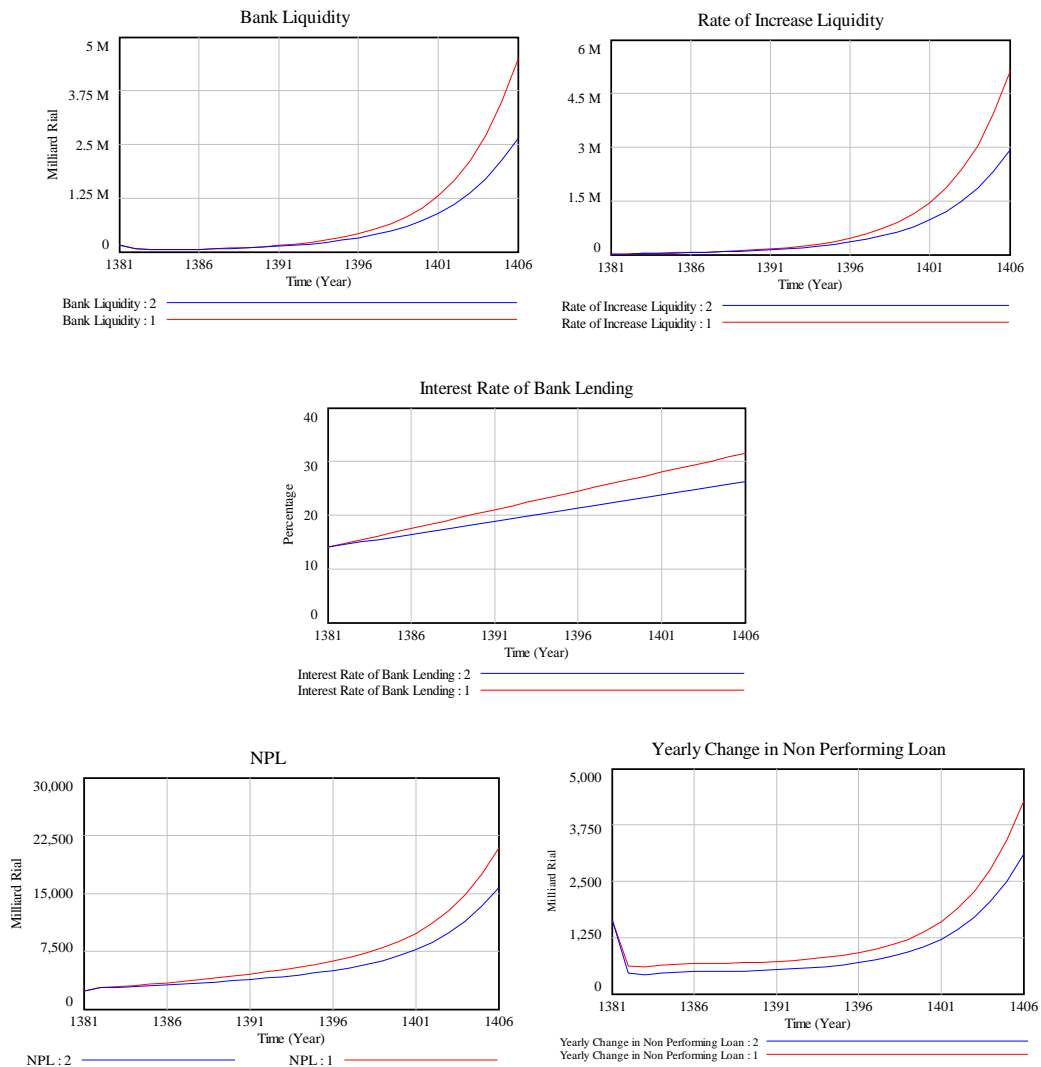 Bank Liquidity
5 M
3.75 M
2.5 M
1.25 M
0
Milliard Rial
1381 1386 1391 1396 1401 1406
Time (Year)
Bank Liquidity : 2
Bank Liquidity : 1
Rate of Increase Liquidity
6 M
4.5 M
3 M
1.5 M
0
1381 1386 1391 1396 1401 1406
Time (Year)
Rate of Increase Liquidity : 2
Rate of Increase Liquidity : 1
Interest Rate of Bank Lending
40
30
20
10
0
Percentage
1381 1386 1391 1396 1401 1406
Time (Year)
Interest Rate of Bank Lending : 2
Interest Rate of Bank Lending : 1
NPL
30,000
22,500
15,000
7,500
0
Milliard Rial
1381 1386 1391 1396 1401 1406
Time (Year)
NPL : 2 NPL : 1
Yearly Change in Non Performing Loan
5,000
3,750
2,500
1,250
0
Milliard Rial
1381 1386 1391 1396 1401 1406
Time (Year)
Yearly Change in Non Performing Loan : 2
Yearly Change in Non Performing Loan : 1